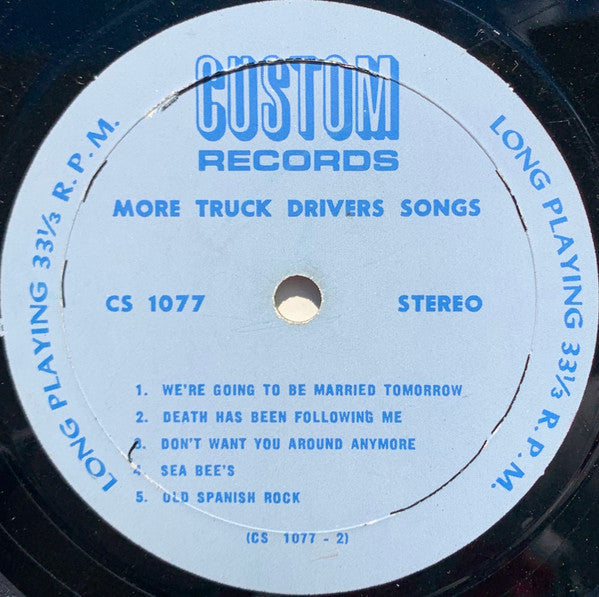 CUSTOM
RECORDS
MORE TRUCK DRIVERS SONGS
CS 1077
STEREO
1. WE'RE GOING TO BE MARRIED TOMORROW
2. DEATH HAS BEEN FOLLOWING ME
3. DON'T WANT YOU AROUND ANYMORE
4. SEA BEE'S
5. OLD SPANISH ROCK
(CS 1077 - 2)
LONG PLAYING 33⅓ R.P.M.
LONG PLAYING 33⅓ R.P.M.